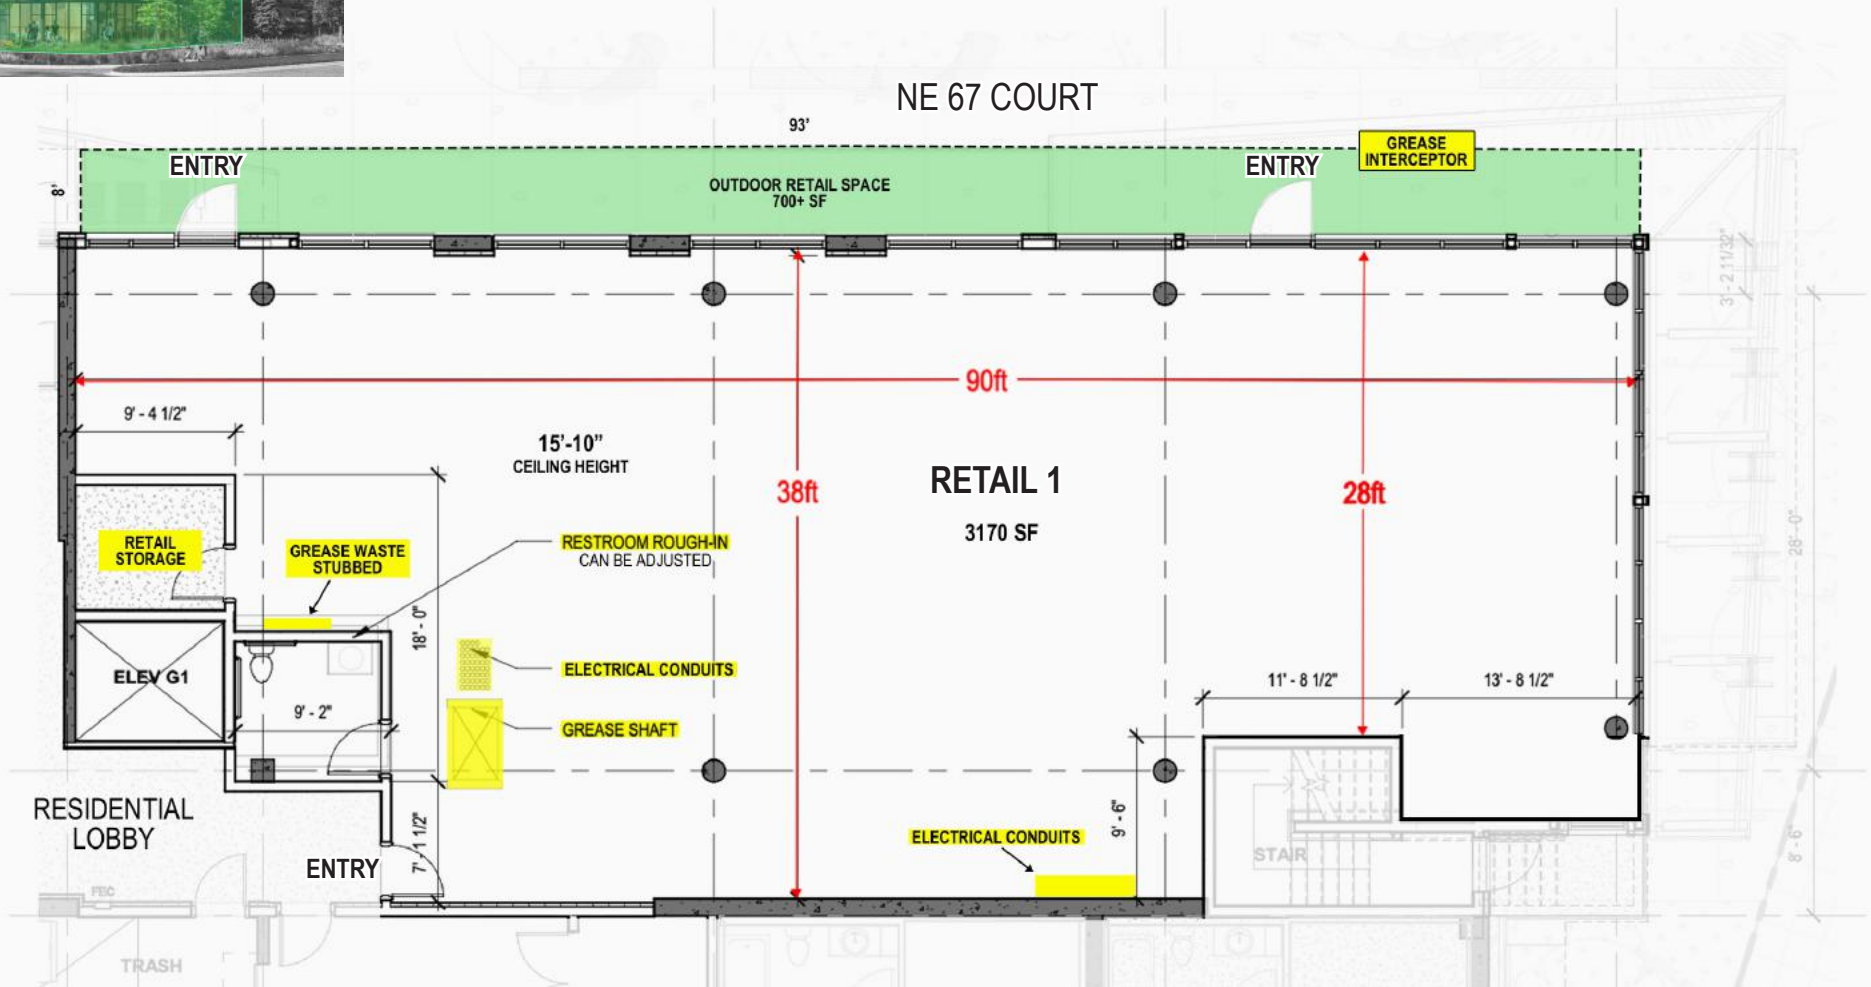 NE 67 COURT
93'
GREASE
INTERCEPTOR
ENTRY
ENTRY
8'
OUTDOOR RETAIL SPACE
700+ SF
3' - 2 11/32"
90ft
9' - 4 1/2"
15'-10"
CEILING HEIGHT
RETAIL 1
38ft
28ft
3170 SF
28' - 0"
RETAIL
STORAGE
GREASE WASTE
STUBBED
RESTROOM ROUGH-IN
CAN BE ADJUSTED
18' - 0"
ELEV G1
ELECTRICAL CONDUITS
11' - 8 1/2"
13' - 8 1/2"
9' - 2"
GREASE SHAFT
RESIDENTIAL
LOBBY
7' - 1 1/2"
ELECTRICAL CONDUITS
9' - 6"
8' - 6"
STAIR
ENTRY
FEC
TRASH